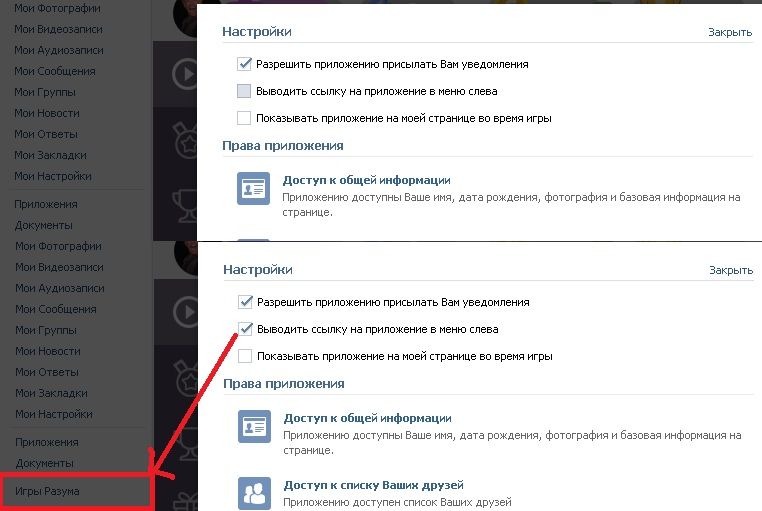 Мои Фотографии
Мои Видеозаписи
Мои Аудиозаписи
Мои Сообщения
Мои Группы
Мои Новости
Мои Ответы
Мои Закладки
Мои Настройки
Приложения
Документы
Настройки
Закрыть
Разрешить приложению присылать Вам уведомления
Выводить ссылку на приложение в меню слева
Показывать приложение на моей странице во время игры
Права приложения
Доступ к общей информации
Приложению доступны Ваше имя, дата рождения, фотография и базовая информация на
странице.
Мои Фотографии
Мои Видеозаписи
Мои Аудиозаписи
Мои Сообщения
Мои Группы
Мои Новости
Мои Ответы
Мои Закладки
Мои Настройки
Приложения
Документы
Игры Разума
Настройки
Закрыть
Разрешить приложению присылать Вам уведомления
Выводить ссылку на приложение в меню слева
Показывать приложение на моей странице во время игры
Права приложения
Доступ к общей информации
Приложению доступны Ваше имя, дата рождения, фотография и базовая информация на
странице.
Доступ к списку Ваших друзей
Приложению доступен список Ваших друзей